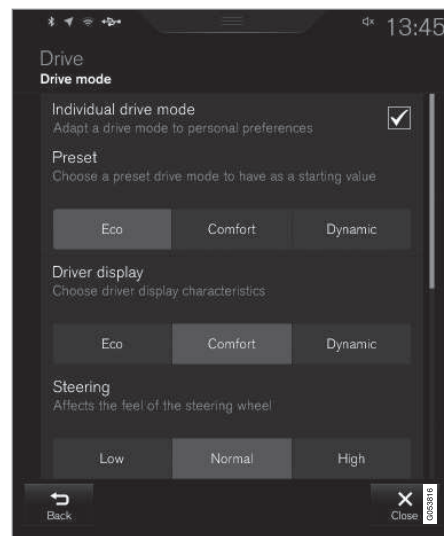 13:45
Drive
Drive mode
Individual drive mode
Adapt a drive mode to personal preferences
Preset
Choose a preset drive mode to have as a starting value
Eco Comfort Dynamic
Driver display
Choose driver display characteristics
Eco Comfort Dynamic
Steering
Affects the feel of the steering wheel
Low Normal High
Back
Close
G053816